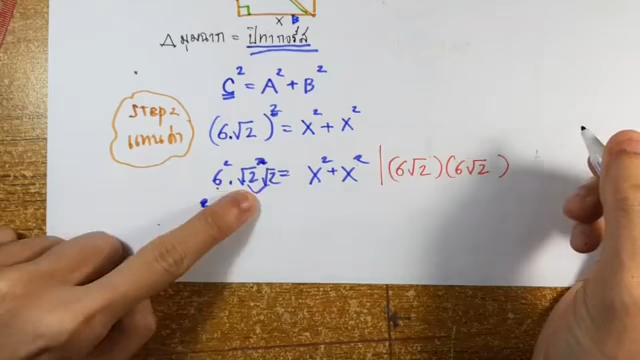 x B
△ มุมฉาก = ปีทาโกรัส
C² = A² + B²
STEP 2
แทนค่า
(6.√2)² = X² + X²
6² . √2 √2 = X² + X² | (6√2)(6√2)